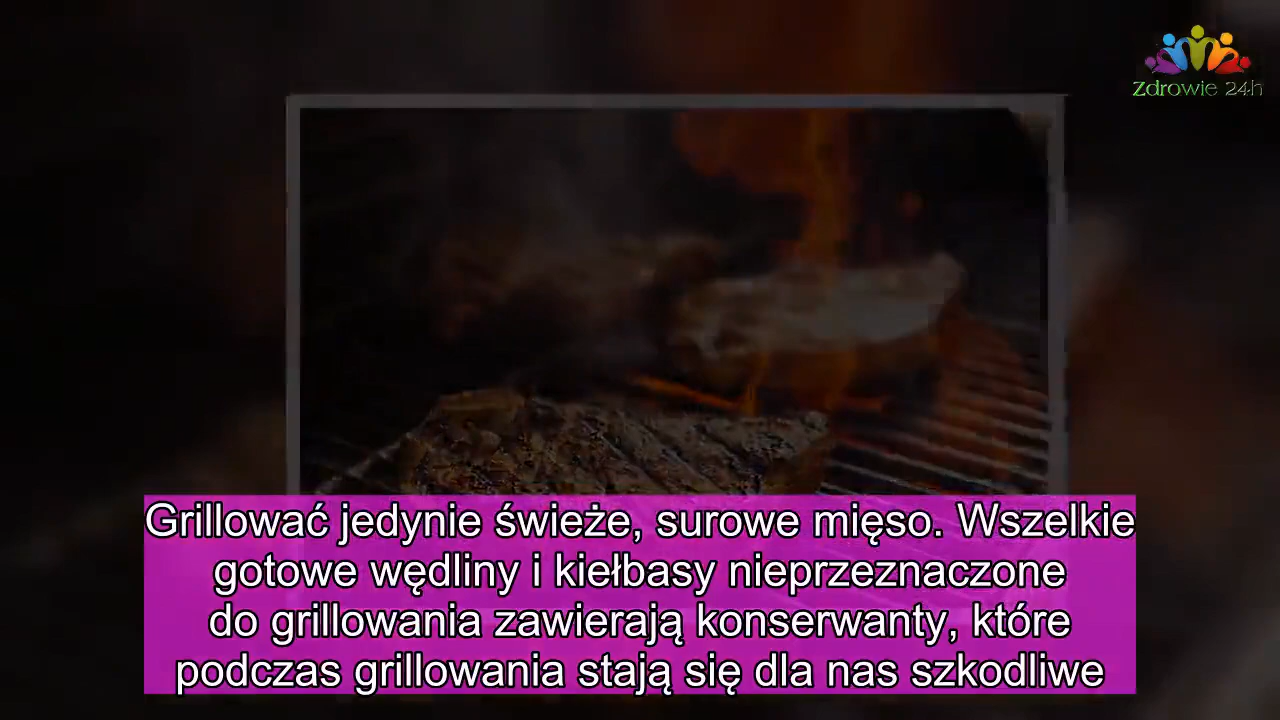 Zdrowie 24h
Grillować jedynie świeże, surowe mięso. Wszelkie
gotowe wędliny i kiełbasy nieprzeznaczone
do grillowania zawierają konserwanty, które
podczas grillowania stają się dla nas szkodliwe